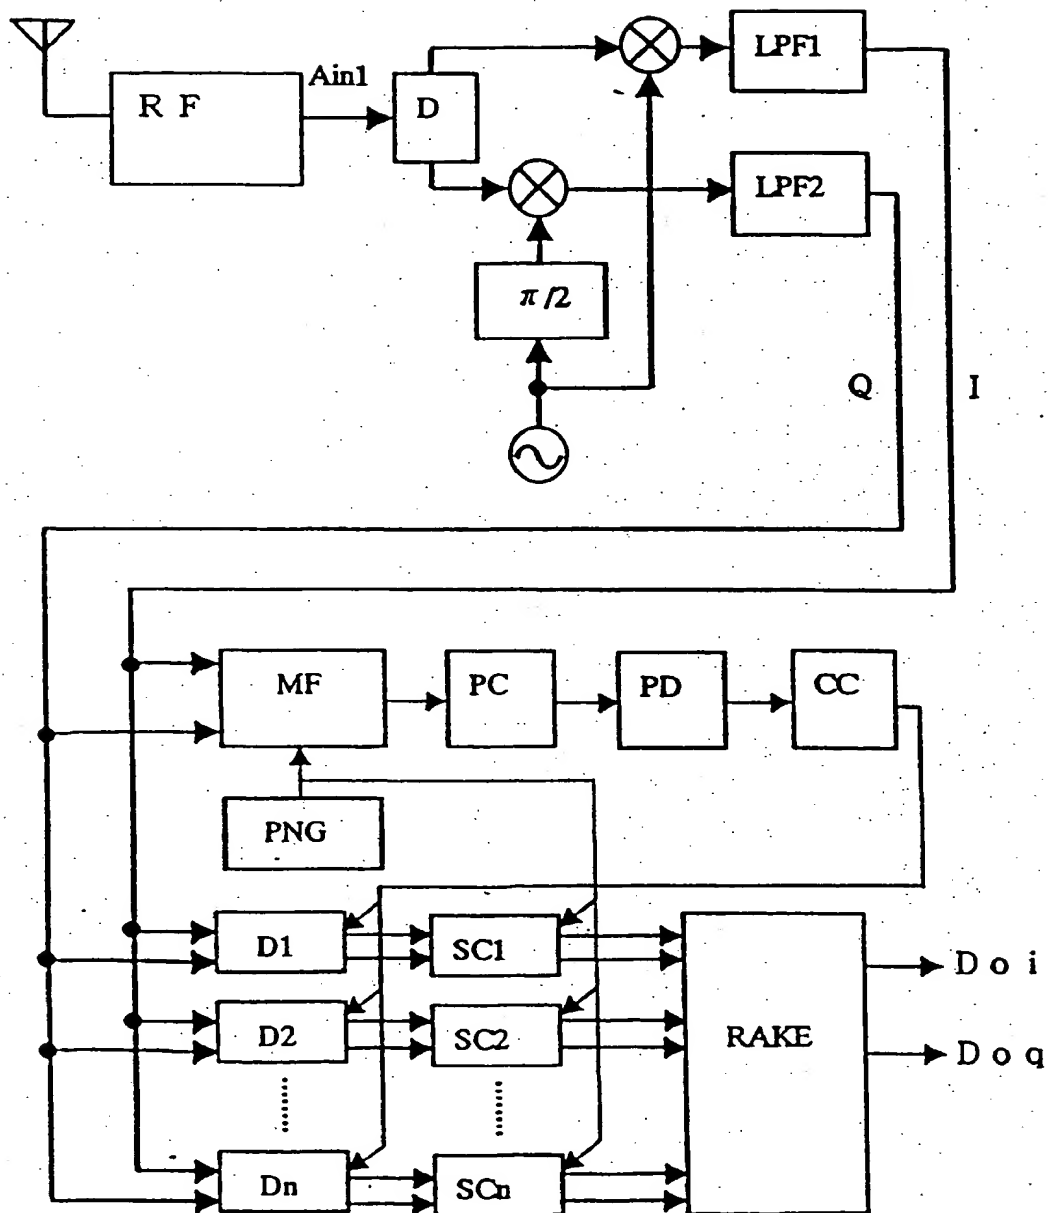 R F
Ain1
D
LPF1
LPF2
π/2
Q
I
MF
PC
PD
CC
PNG
D1
SC1
D2
SC2
RAKE
D o i
D o q
Dn
SCn